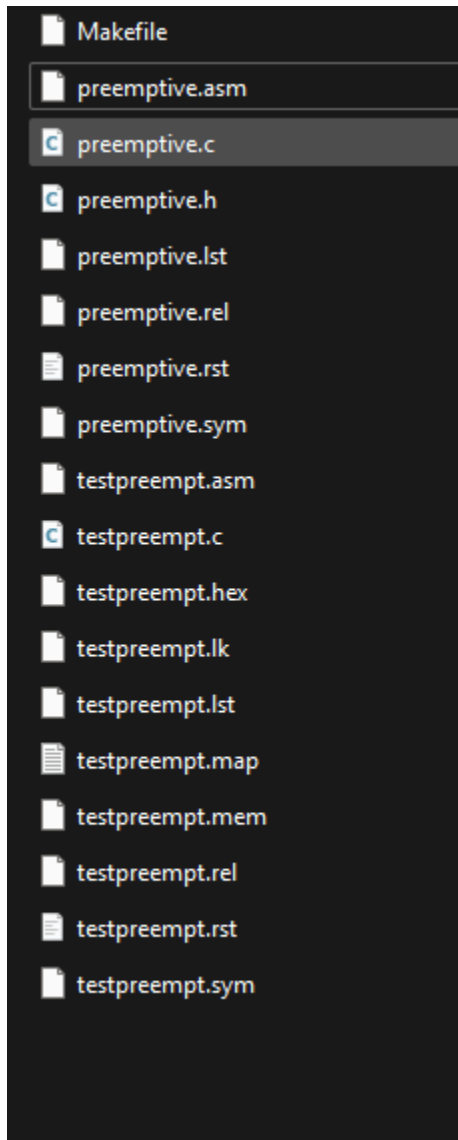 Makefile
preemptive.asm
C preemptive.c
C preemptive.h
preemptive.lst
preemptive.rel
preemptive.rst
preemptive.sym
testpreempt.asm
C testpreempt.c
testpreempt.hex
testpreempt.lk
testpreempt.lst
testpreempt.map
testpreempt.mem
testpreempt.rel
testpreempt.rst
testpreempt.sym